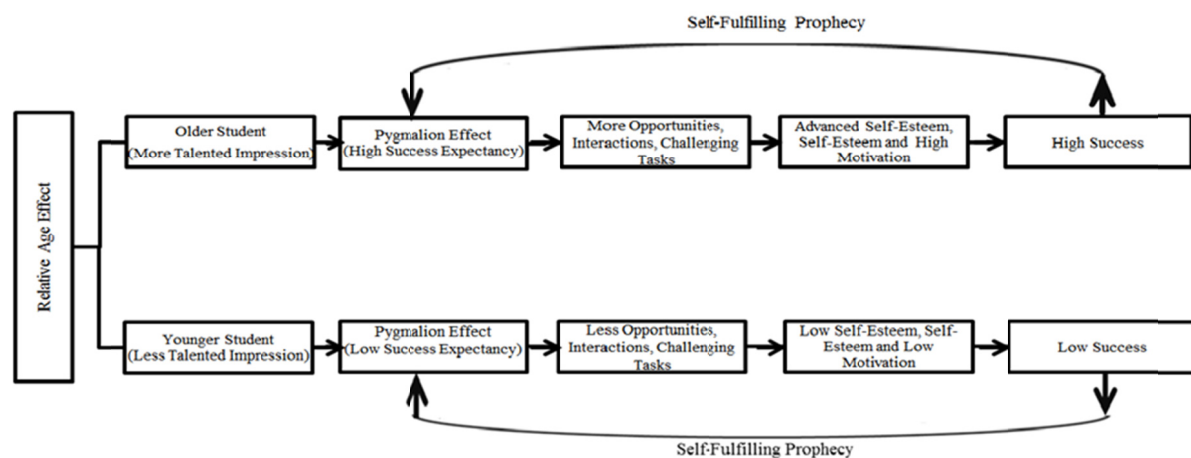 Self-Fulfilling Prophecy
Relative Age Effect
Older Student
(More Talented Impression)
Pygmalion Effect
(High Success Expectancy)
More Opportunities,
Interactions, Challenging
Tasks
Advanced Self-Esteem,
Self-Esteem and High
Motivation
High Success
Younger Student
(Less Talented Impression)
Pygmalion Effect
(Low Success Expectancy)
Less Opportunities,
Interactions, Challenging
Tasks
Low Self-Esteem, Self-
Esteem and Low
Motivation
Low Success
Self-Fulfilling Prophecy